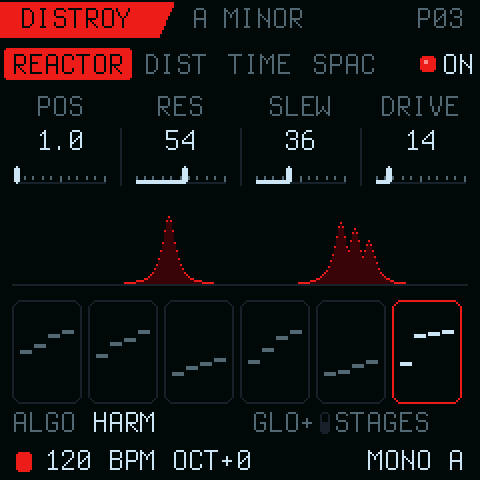 DISTROY A MINOR P03
REACTOR DIST TIME SPAC ON
POS RES SLEW DRIVE
1.0 54 36 14
ALGO HARM GLO+ STAGES
120 BPM OCT+0 MONO A